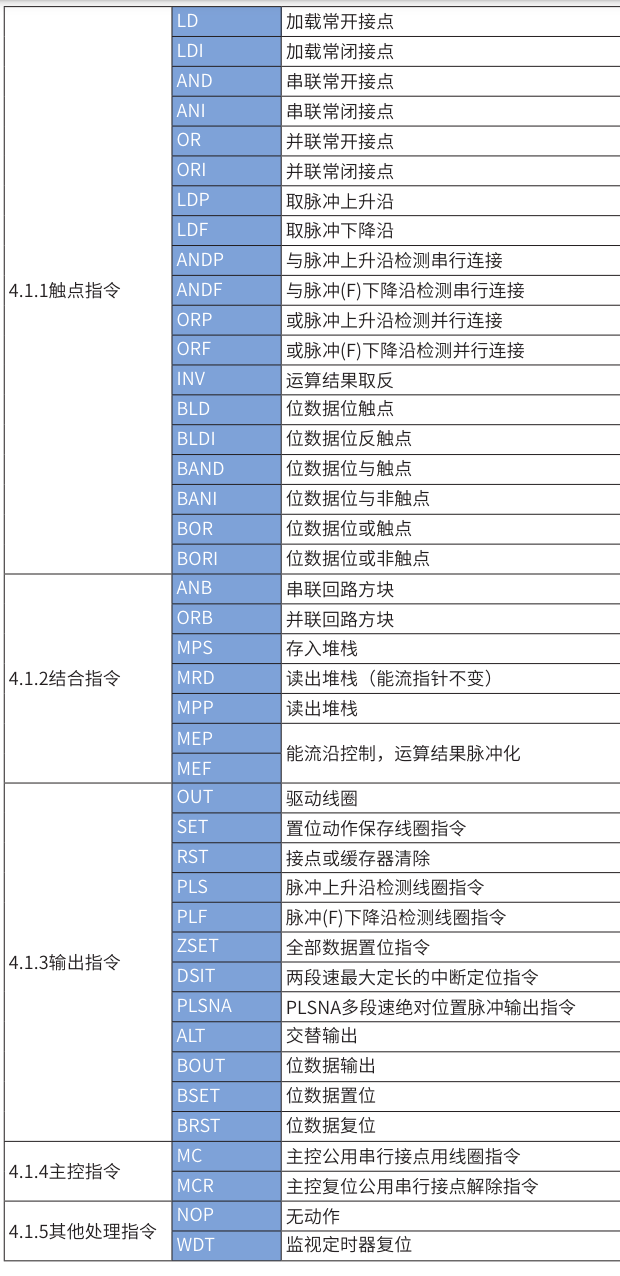 4.1.1触点指令
LD 加载常开接点
LDI 加载常闭接点
AND 串联常开接点
ANI 串联常闭接点
OR 并联常开接点
ORI 并联常闭接点
LDP 取脉冲上升沿
LDF 取脉冲下降沿
ANDP 与脉冲上升沿检测串行连接
ANDF 与脉冲(F)下降沿检测串行连接
ORP 或脉冲上升沿检测并行连接
ORF 或脉冲(F)下降沿检测并行连接
INV 运算结果取反
BLD 位数据位触点
BLDI 位数据位反触点
BAND 位数据位与触点
BANI 位数据位与非触点
BOR 位数据位或触点
BORI 位数据位或非触点
4.1.2结合指令
ANB 串联回路方块
ORB 并联回路方块
MPS 存入堆栈
MRD 读出堆栈（能流指针不变）
MPP 读出堆栈
MEP
MEF
能流沿控制，运算结果脉冲化
4.1.3输出指令
OUT 驱动线圈
SET 置位动作保存线圈指令
RST 接点或缓存器清除
PLS 脉冲上升沿检测线圈指令
PLF 脉冲(F)下降沿检测线圈指令
ZSET 全部数据置位指令
DSIT 两段速最大定长的中断定位指令
PLSNA PLSNA多段速绝对位置脉冲输出指令
ALT 交替输出
BOUT 位数据输出
BSET 位数据置位
BRST 位数据复位
4.1.4主控指令
MC 主控公用串行接点用线圈指令
MCR 主控复位公用串行接点解除指令
4.1.5其他处理指令
NOP 无动作
WDT 监视定时器复位